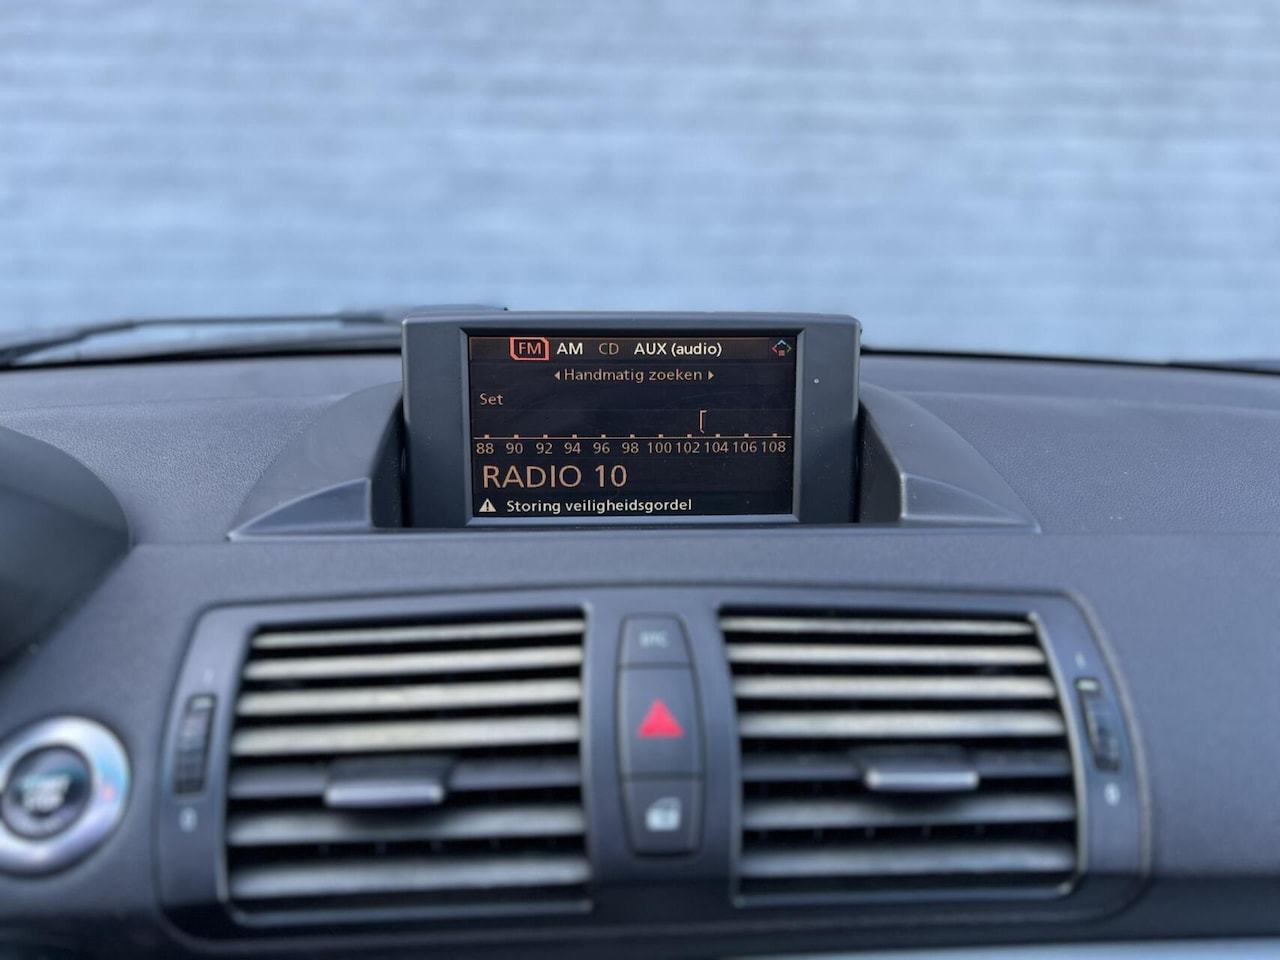 FM AM CD AUX (audio)
Handmatig zoeken
Set
88 90 92 94 96 98 100 102 104 106 108
RADIO 10
Storing veiligheidsgordel